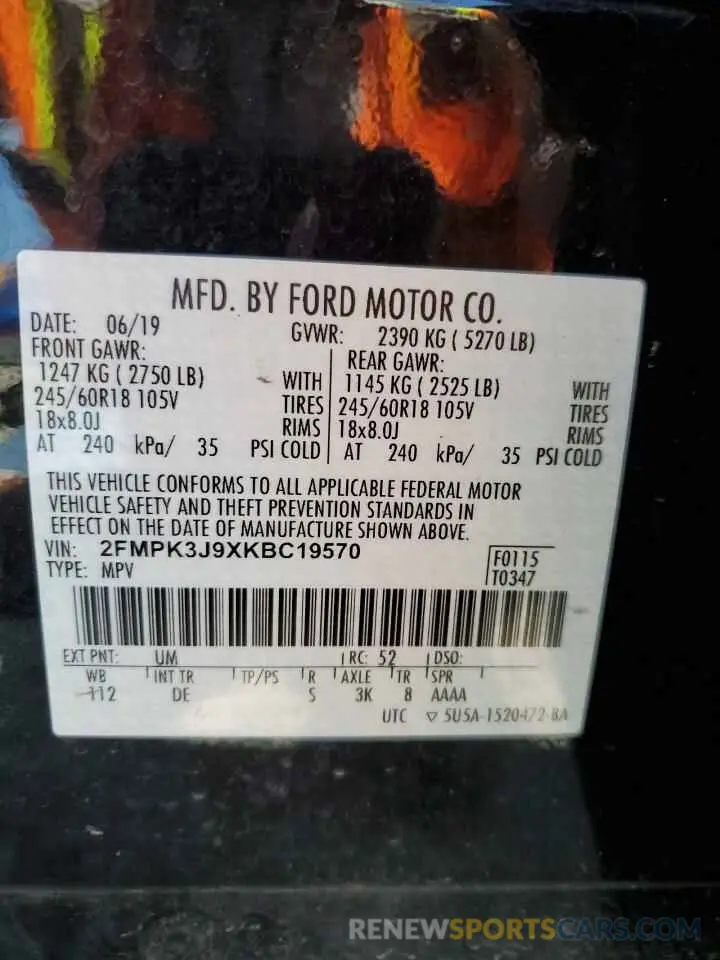 MFD. BY FORD MOTOR CO.
DATE: 06/19 GVWR: 2390 KG ( 5270 LB)
FRONT GAWR: REAR GAWR:
1247 KG ( 2750 LB) WITH 1145 KG ( 2525 LB) WITH
245/60R18 105V TIRES 245/60R18 105V TIRES
18x8.0J RIMS 18x8.0J RIMS
AT 240 kPa/ 35 PSI COLD AT 240 kPa/ 35 PSI COLD
THIS VEHICLE CONFORMS TO ALL APPLICABLE FEDERAL MOTOR
VEHICLE SAFETY AND THEFT PREVENTION STANDARDS IN
EFFECT ON THE DATE OF MANUFACTURE SHOWN ABOVE.
VIN: 2FMPK3J9XKBC19570 F0115
TYPE: MPV T0347
EXT PNT: UM RC: 52 DSO:
WB INT TR TP/PS R AXLE TR SPR
112 DE S 3K 8 AAAA
UTC ▽ 5U5A-1520472-BA
RENEWSPORTSCARS.COM